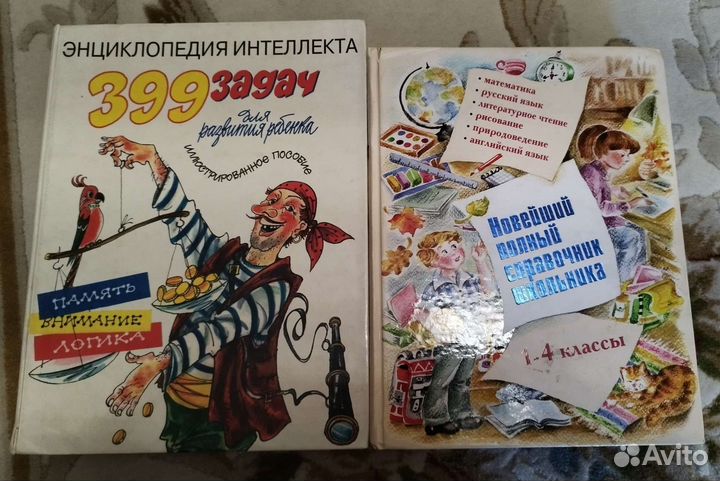 ЭНЦИКЛОПЕДИЯ ИНТЕЛЛЕКТА
399 задач
для
развития ребенка
ИЛЛЮСТРИРОВАННОЕ ПОСОБИЕ
ПАМЯТЬ
ВНИМАНИЕ
ЛОГИКА
• математика
• русский язык
• литературное чтение
• рисование
• природоведение
• английский язык
Новейший
полный
справочник
школьника
1-4 классы
Avito